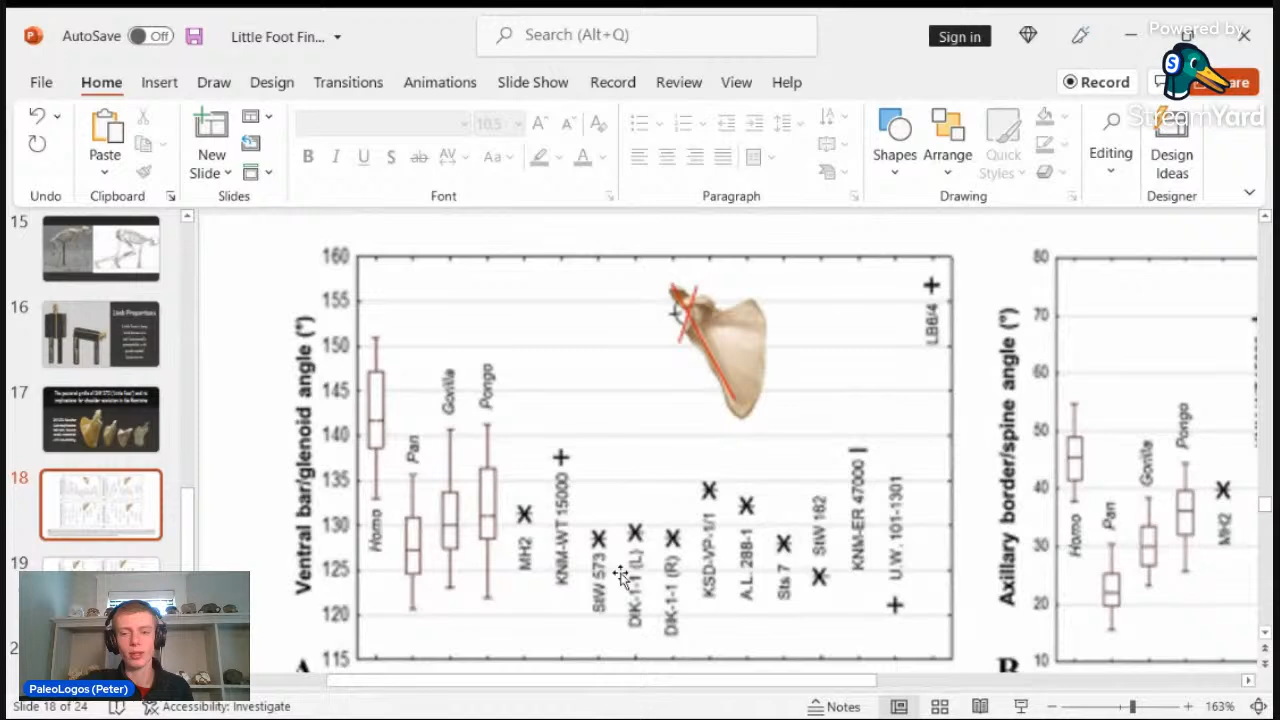 Powered by
AutoSave Off Little Foot Fin... Search (Alt+Q) Sign in
File Home Insert Draw Design Transitions Animations Slide Show Record Review View Help Record
StreamYard
10.5
Paste New Slide Shapes Arrange Quick Styles Editing Design Ideas
Undo Clipboard Slides Font Paragraph Drawing Designer
15
16
17
18
19
Ventral bar/glenoid angle (°)
160
155
150
145
140
135
130
125
120
115
Homo
Pan
Gorilla
Pongo
MH2
KNM-WT 15000
StW 573
DIK-1-1 (L)
DIK-1-1 (R)
KSD-VP-1/1
A.L. 288-1
Sts 7
StW 162
KNM-ER 47000
U.W. 101-1301
LB6/4
Axillary border/spine angle (°)
80
70
60
50
40
30
20
10
Homo
Pan
Gorilla
Pongo
MH2
B
PaleoLogos (Peter)
Slide 18 of 24 Accessibility: Investigate Notes 163%